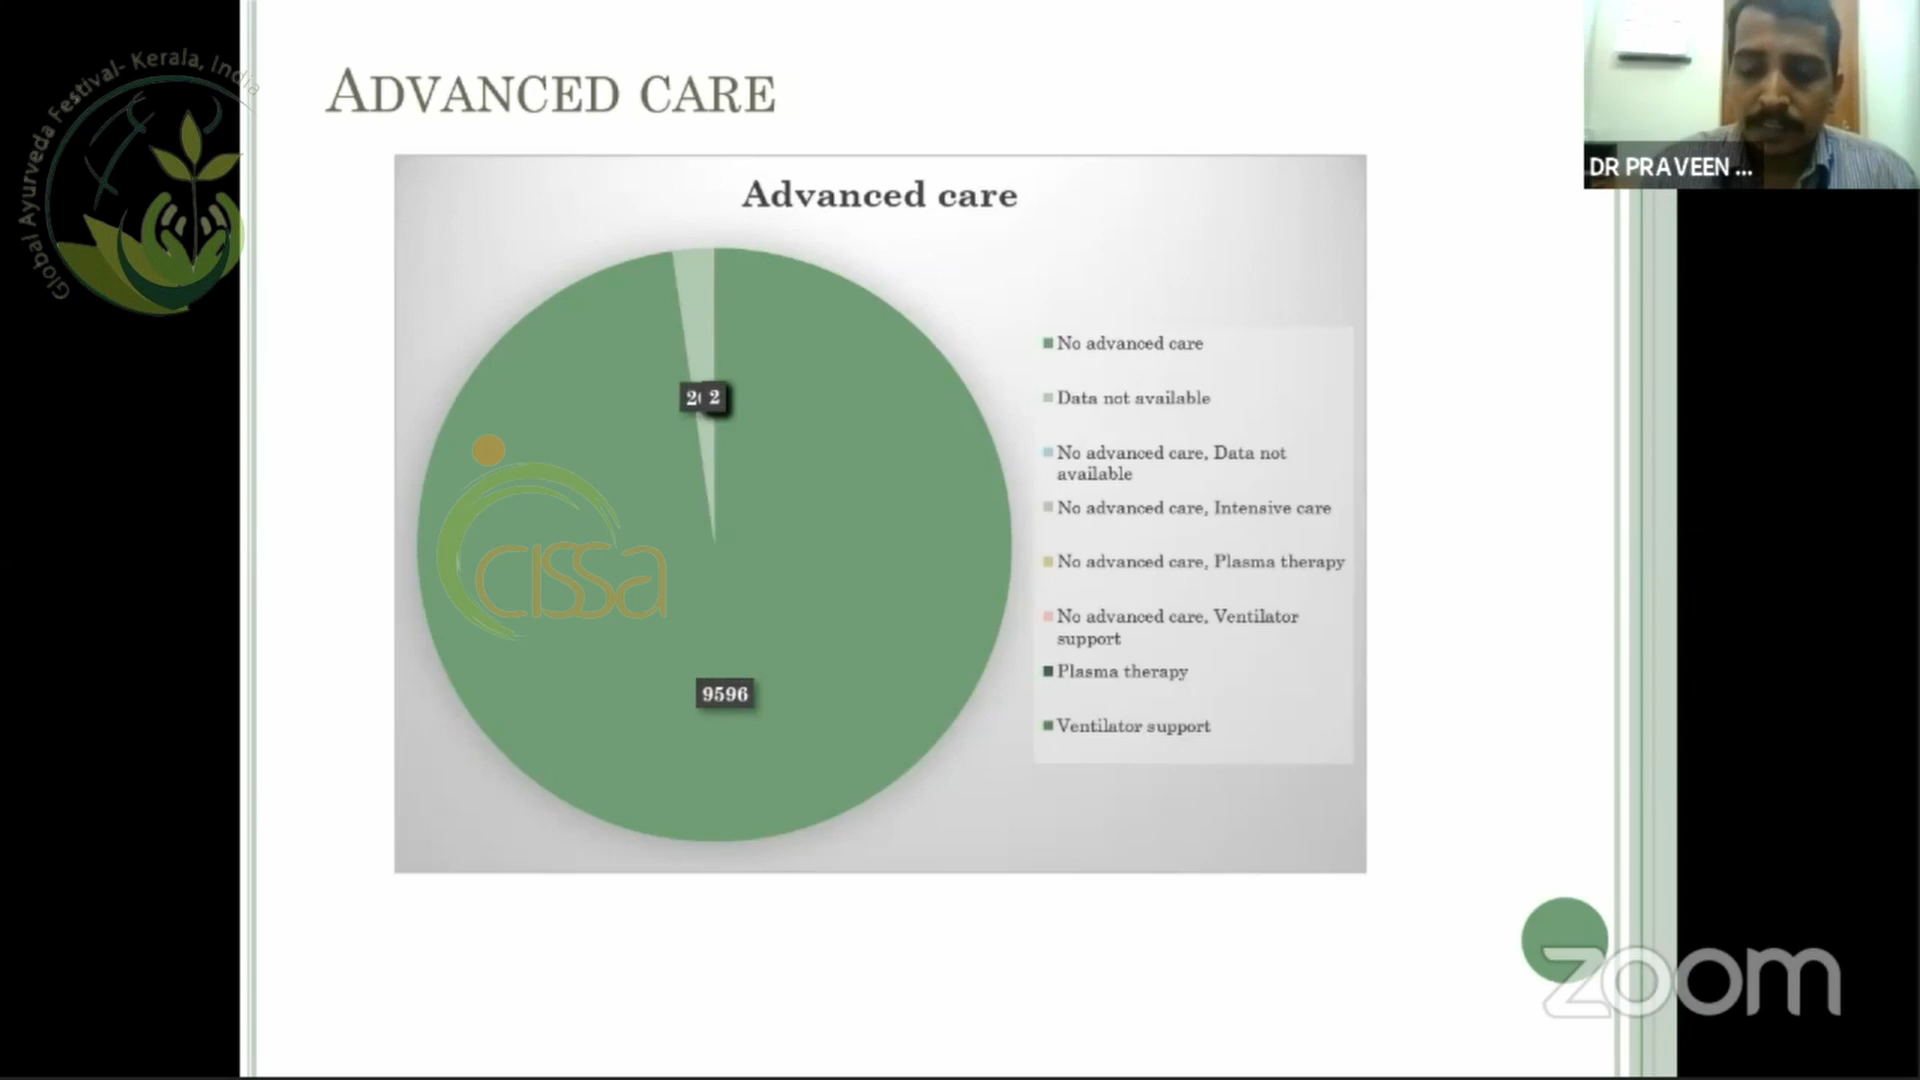 Global Ayurveda Festival- Kerala, India
ADVANCED CARE
DR PRAVEEN ...
Advanced care
2
9596
cissa
No advanced care
Data not available
No advanced care, Data not
available
No advanced care, Intensive care
No advanced care, Plasma therapy
No advanced care, Ventilator
support
Plasma therapy
Ventilator support
zoom